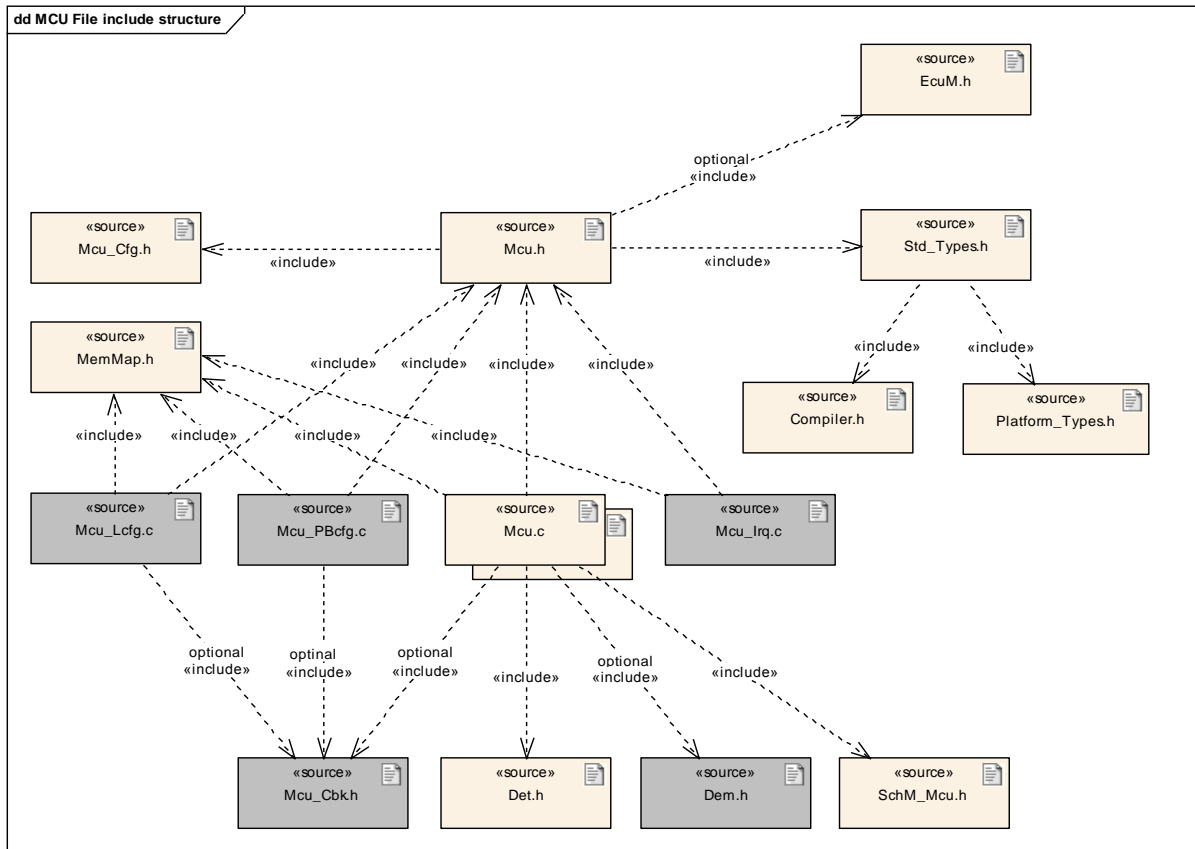 dd MCU File include structure
«source»
EcuM.h
optional
«include»
«source»
Mcu_Cfg.h
«source»
Mcu.h
«source»
Std_Types.h
«include»
«include»
«source»
MemMap.h
«include»
«include»
«include»
«include»
«include»
«include»
«source»
Compiler.h
«source»
Platform_Types.h
«include»
«include»
«include»
«include»
«source»
Mcu_Lcfg.c
«source»
Mcu_PBcfg.c
«source»
Mcu.c
«source»
Mcu_Irq.c
optional
«include»
optinal
«include»
optional
«include»
«include»
optional
«include»
«include»
«source»
Mcu_Cbk.h
«source»
Det.h
«source»
Dem.h
«source»
SchM_Mcu.h